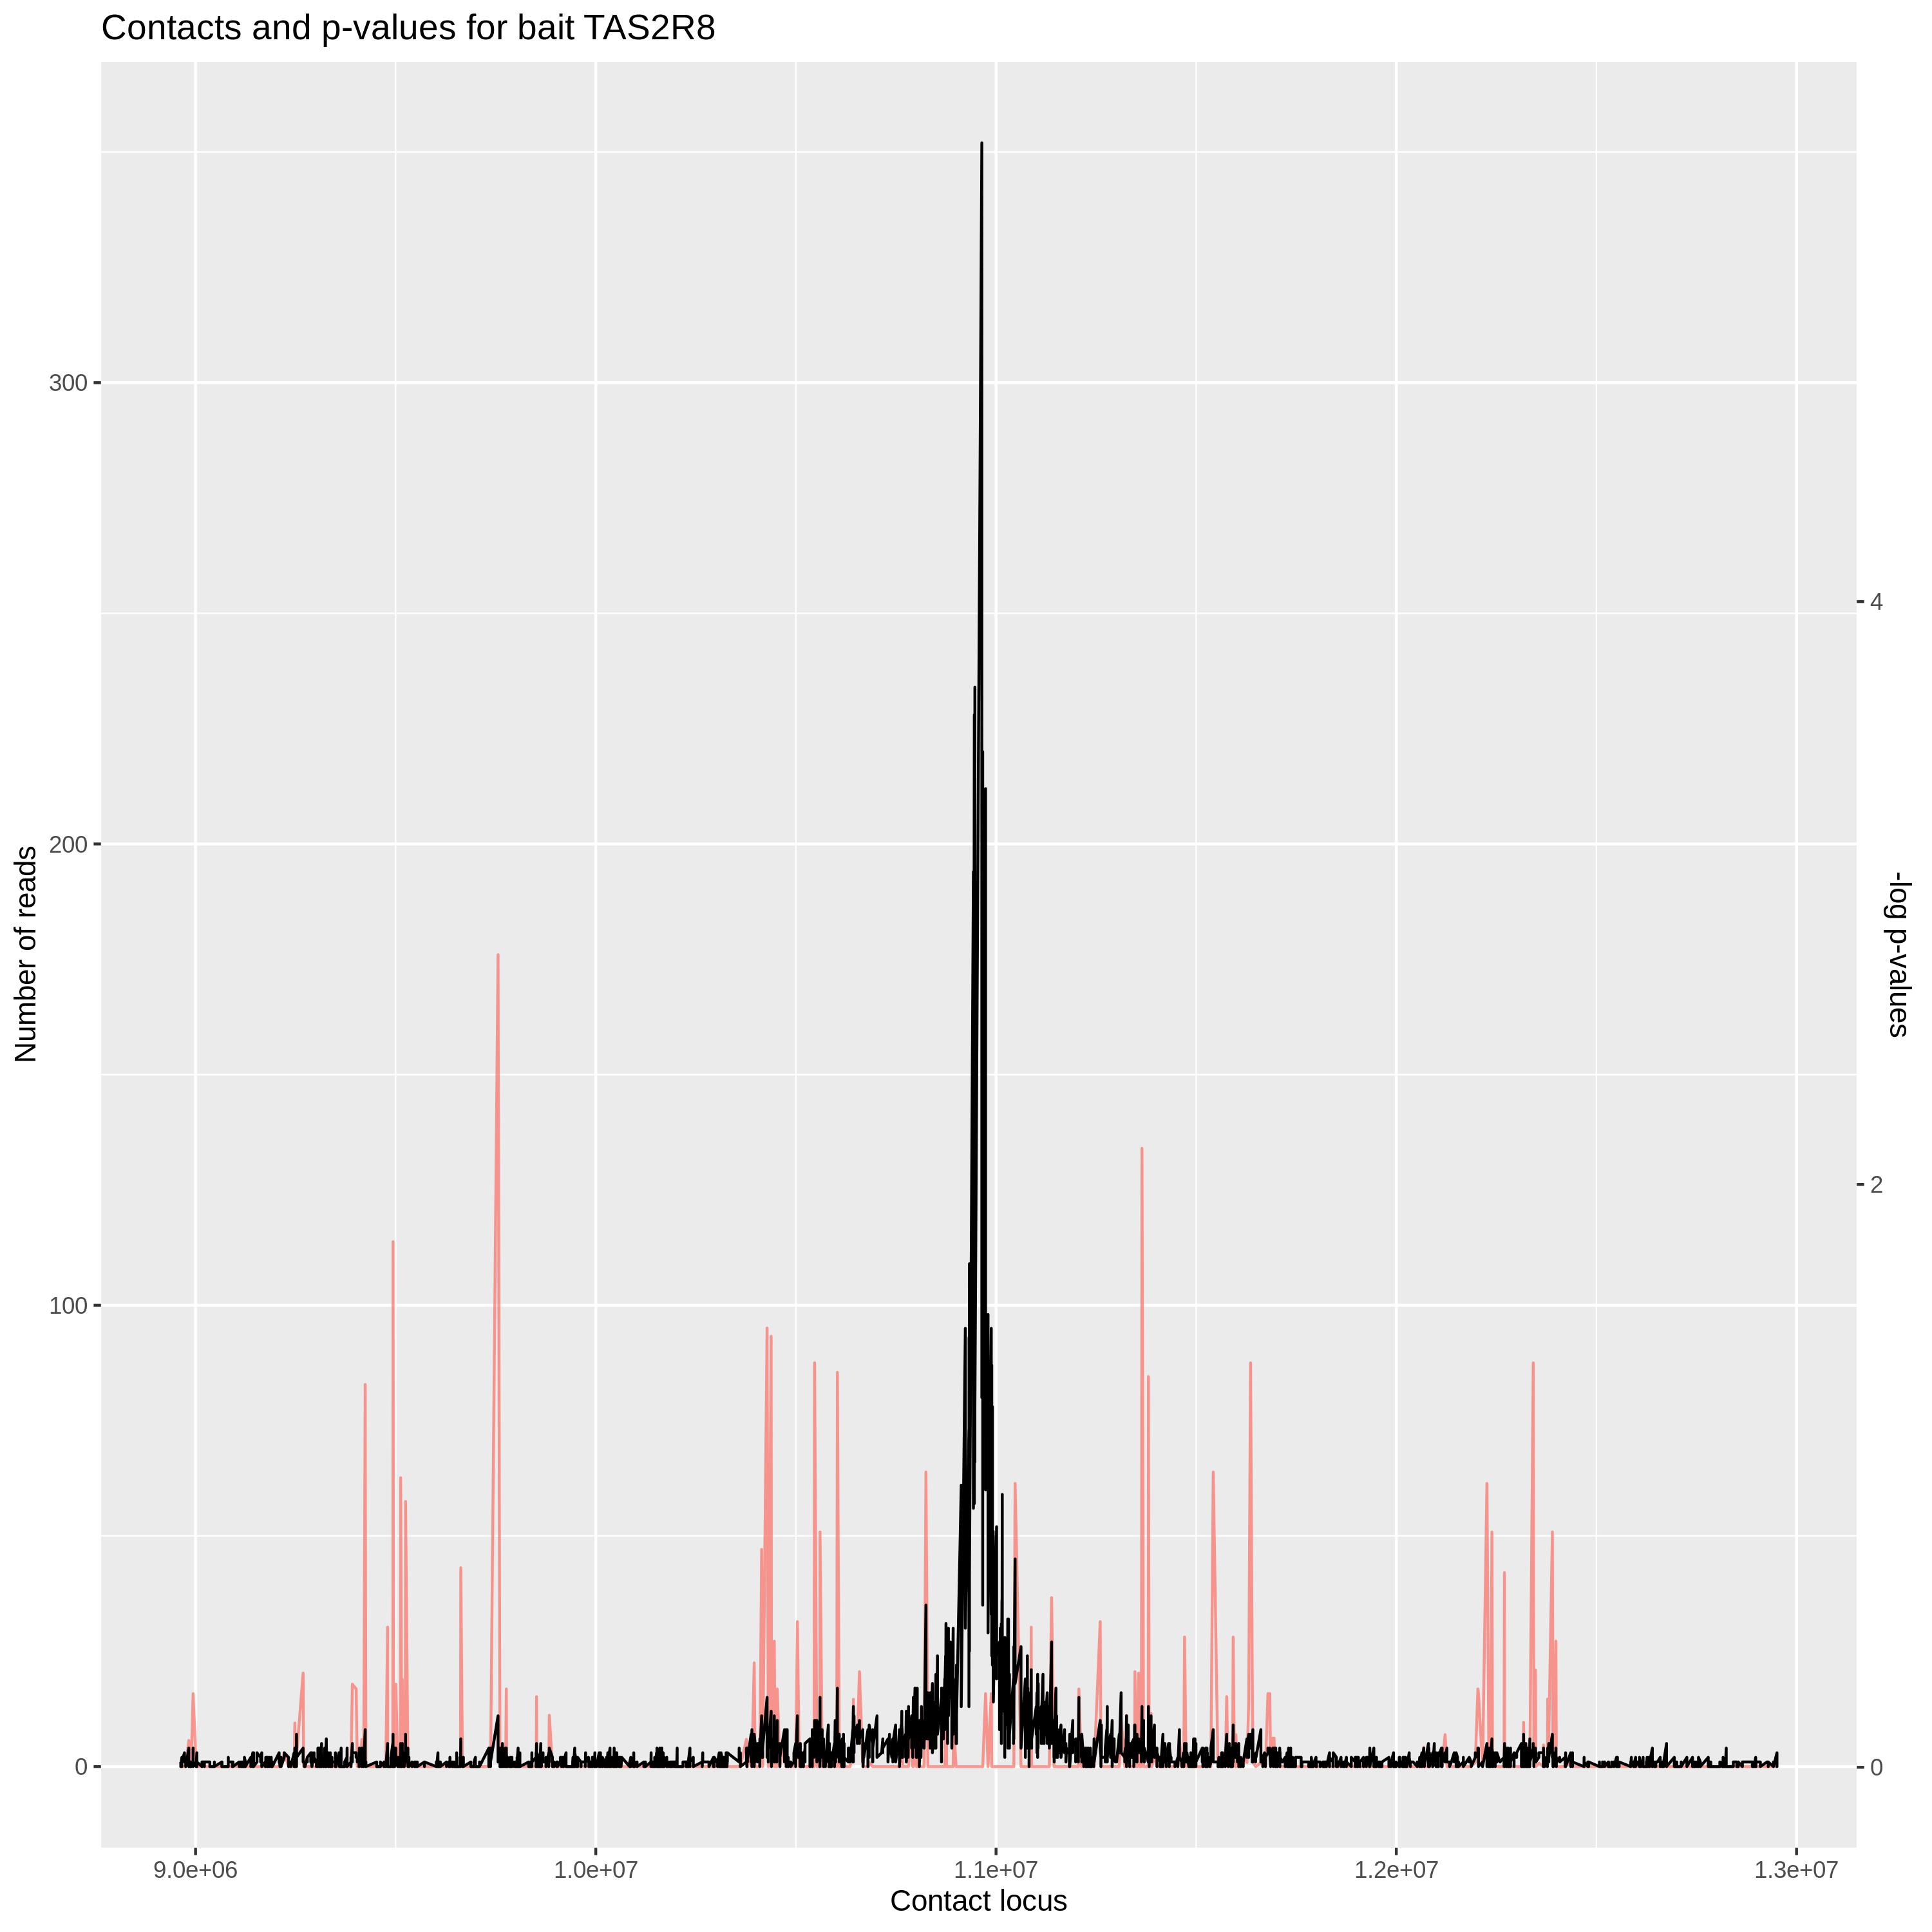 Contacts and p-values for bait TAS2R8
300
200
100
0
Number of reads
4
2
0
-log p-values
9.0e+06
1.0e+07
1.1e+07
1.2e+07
1.3e+07
Contact locus